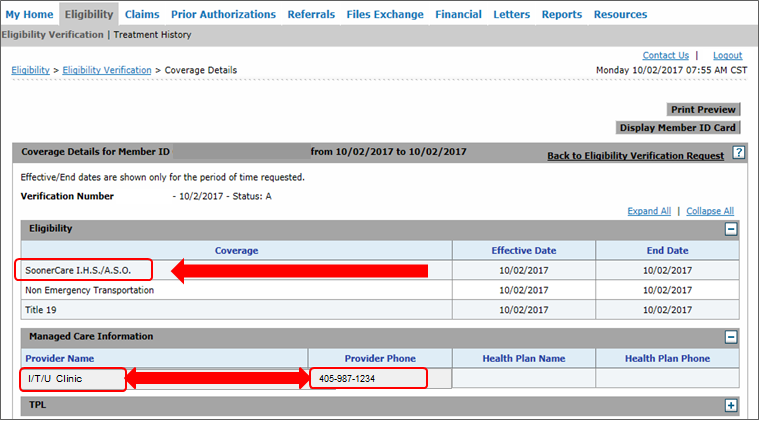 My Home Eligibility Claims Prior Authorizations Referrals Files Exchange Financial Letters Reports Resources
Eligibility Verification | Treatment History
Contact Us | Logout
Eligibility > Eligibility Verification > Coverage Details Monday 10/02/2017 07:55 AM CST
Print Preview
Display Member ID Card
Coverage Details for Member ID from 10/02/2017 to 10/02/2017 Back to Eligibility Verification Request ?
Effective/End dates are shown only for the period of time requested.
Verification Number - 10/2/2017 - Status: A
Expand All | Collapse All
Eligibility
Coverage Effective Date End Date
SoonerCare I.H.S./A.S.O. 10/02/2017 10/02/2017
Non Emergency Transportation 10/02/2017 10/02/2017
Title 19 10/02/2017 10/02/2017
Managed Care Information
Provider Name Provider Phone Health Plan Name Health Plan Phone
I/T/U Clinic 405-987-1234
TPL